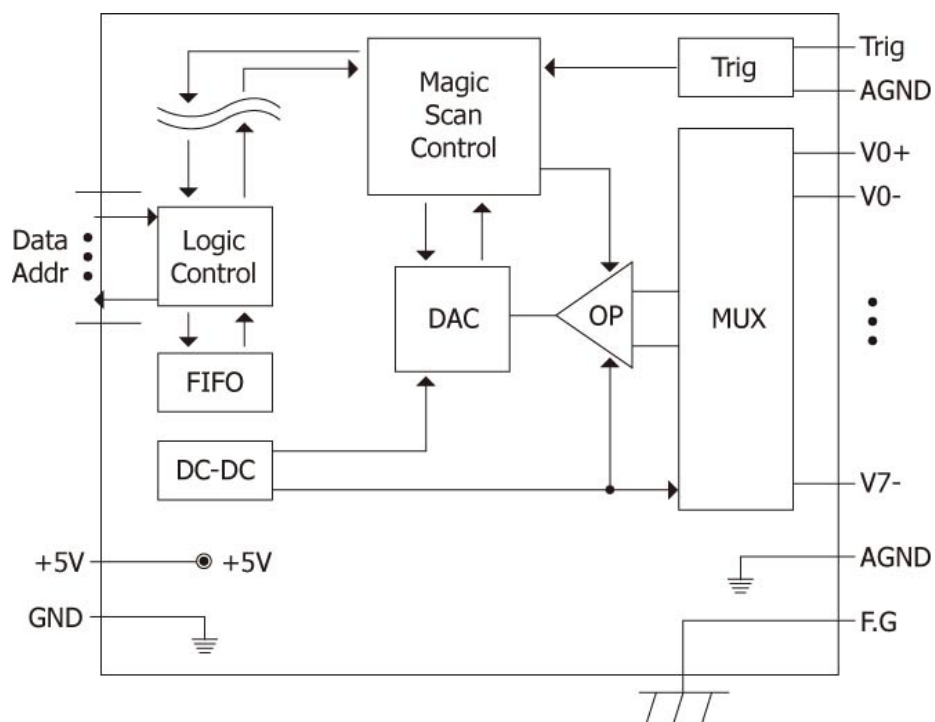 Trig
AGND
Magic
Scan
Control
Trig
V0+
V0-
Data
Addr
Logic
Control
DAC
OP
MUX
FIFO
DC-DC
V7-
+5V
+5V
AGND
GND
F.G